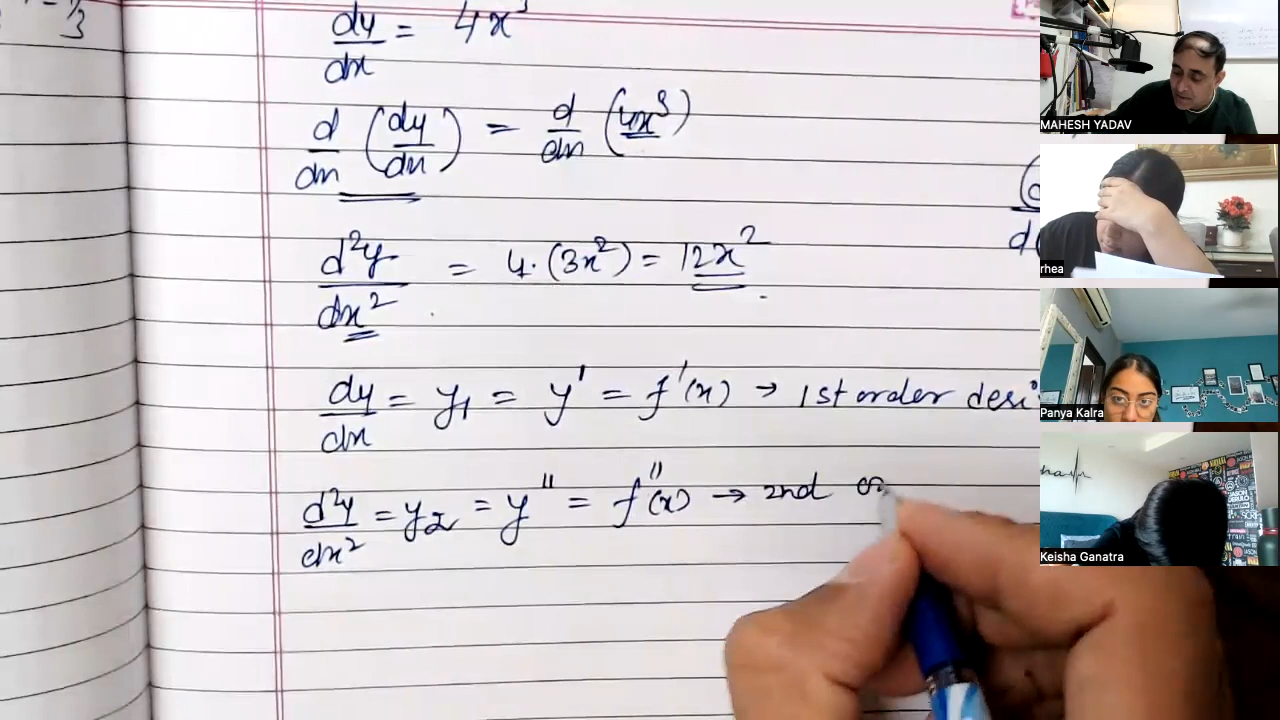 dy/dx = 4x³
d/dx (dy/dx) = d/dx (4x³)
d²y/dx² = 4·(3x²) = 12x²
dy/dx = y₁ = y' = f'(x) → 1st order deri
d²y/dx² = y₂ = y'' = f''(x) → 2nd or
MAHESH YADAV
rhea
Panya Kalra
Keisha Ganatra